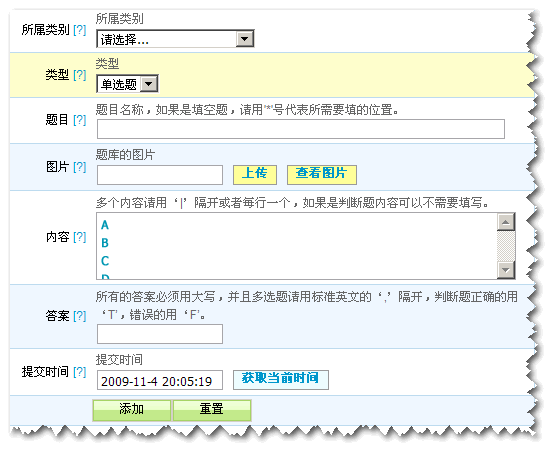 所属类别 [?]
所属类别
请选择...
类型 [?]
类型
单选题
题目 [?]
题目名称，如果是填空题，请用'*'号代表所需要填的位置。
图片 [?]
题库的图片
上传 查看图片
内容 [?]
多个内容请用‘|’隔开或者每行一个，如果是判断题内容可以不需要填写。
A
B
C
D
答案 [?]
所有的答案必须用大写，并且多选题请用标准英文的‘,’隔开，判断题正确的用
‘T’，错误的用‘F’。
提交时间 [?]
提交时间
2009-11-4 20:05:19 获取当前时间
添加 重置